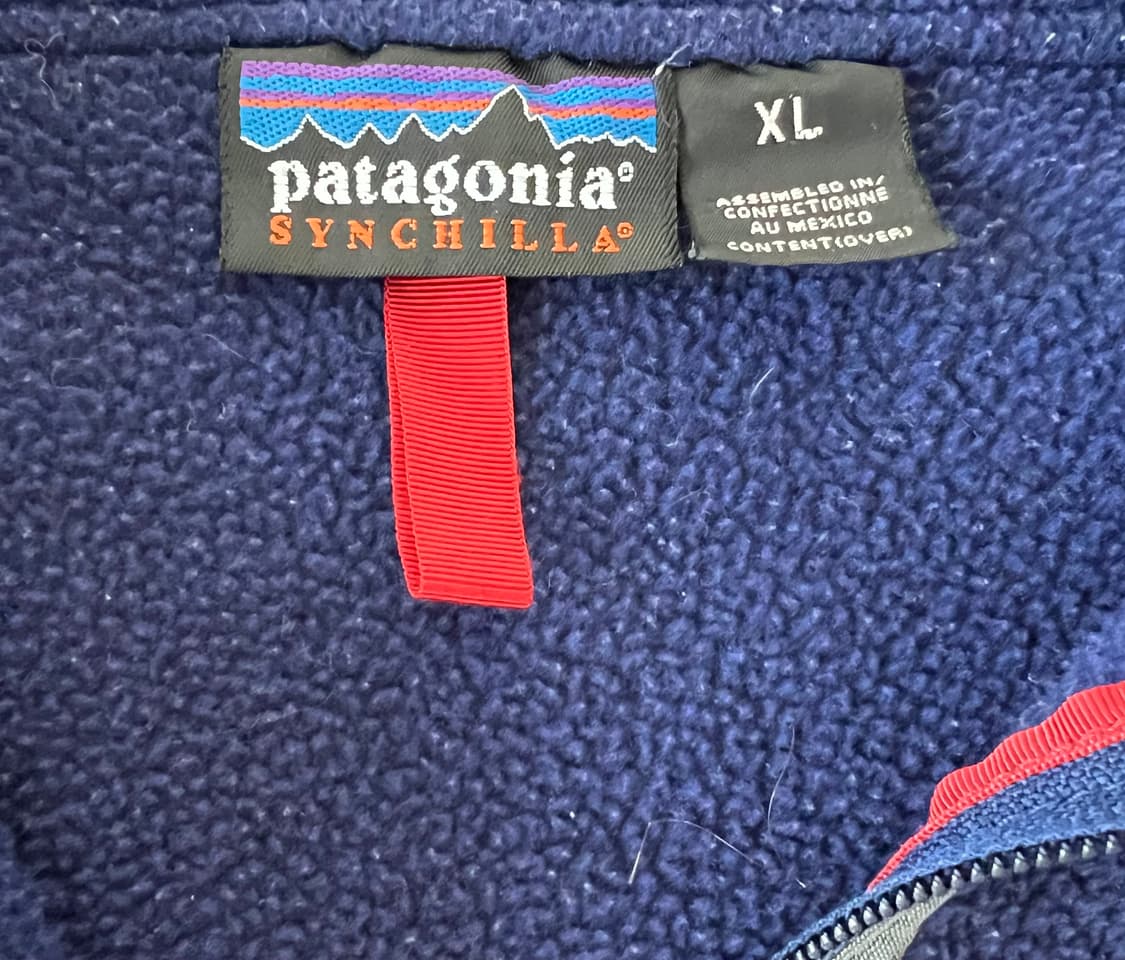 patagonia®
SYNCHILLA®
XL
ASSEMBLED IN/
CONFECTIONNE
AU MEXICO
CONTENT(OVER)